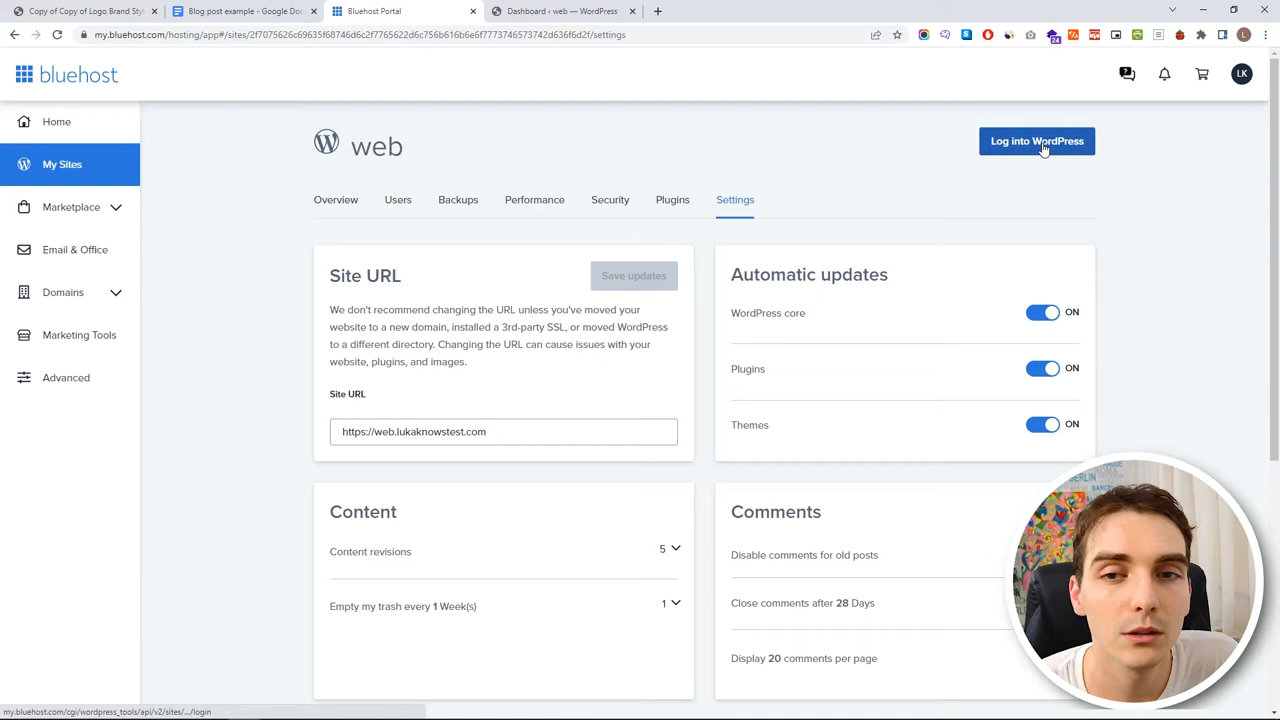 Copy of Copy of Logo Brand Styl
Blog post example - Google Doc
Bluehost Portal
Dashboard ‹ web — WordPress
my.bluehost.com/hosting/app#/sites/2f7075626c69635f68746d6c2f7765622d6c756b616b6e6f7773746573742d636f6d2f/settings
24
L
bluehost
LK
Home
My Sites
Marketplace
Email & Office
Domains
Marketing Tools
Advanced
web
Log into WordPress
Overview Users Backups Performance Security Plugins Settings
Site URL
Save updates
We don't recommend changing the URL unless you've moved your
website to a new domain, installed a 3rd-party SSL, or moved WordPress
to a different directory. Changing the URL can cause issues with your
website, plugins, and images.
Site URL
https://web.lukaknowstest.com
Automatic updates
WordPress core ON
Plugins ON
Themes ON
Content
Content revisions 5
Empty my trash every 1 Week(s) 1
Comments
Disable comments for old posts
Close comments after 28 Days
Display 20 comments per page
BERLIN
BARCEL
my.bluehost.com/cgi/wordpress_tools/api/v2/sites/.../login